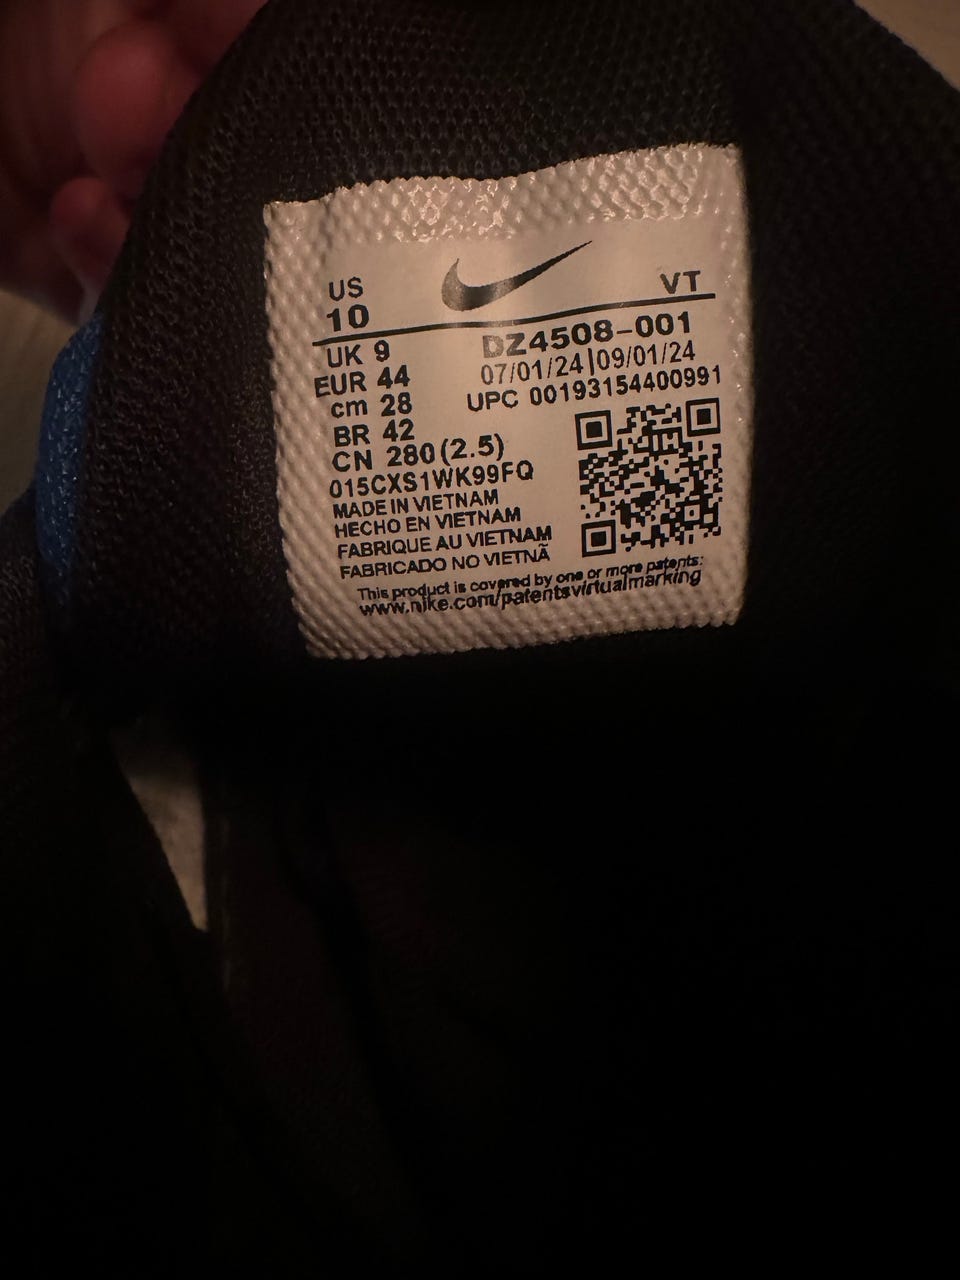 US
10
VT
UK 9
EUR 44
cm 28
BR 42
CN 280 (2.5)
DZ4508-001
07/01/24|09/01/24
UPC 00193154400991
015CXS1WK99FQ
MADE IN VIETNAM
HECHO EN VIETNAM
FABRIQUE AU VIETNAM
FABRICADO NO VIETNÃ
This product is covered by one or more patents:
www.nike.com/patentsvirtualmarking